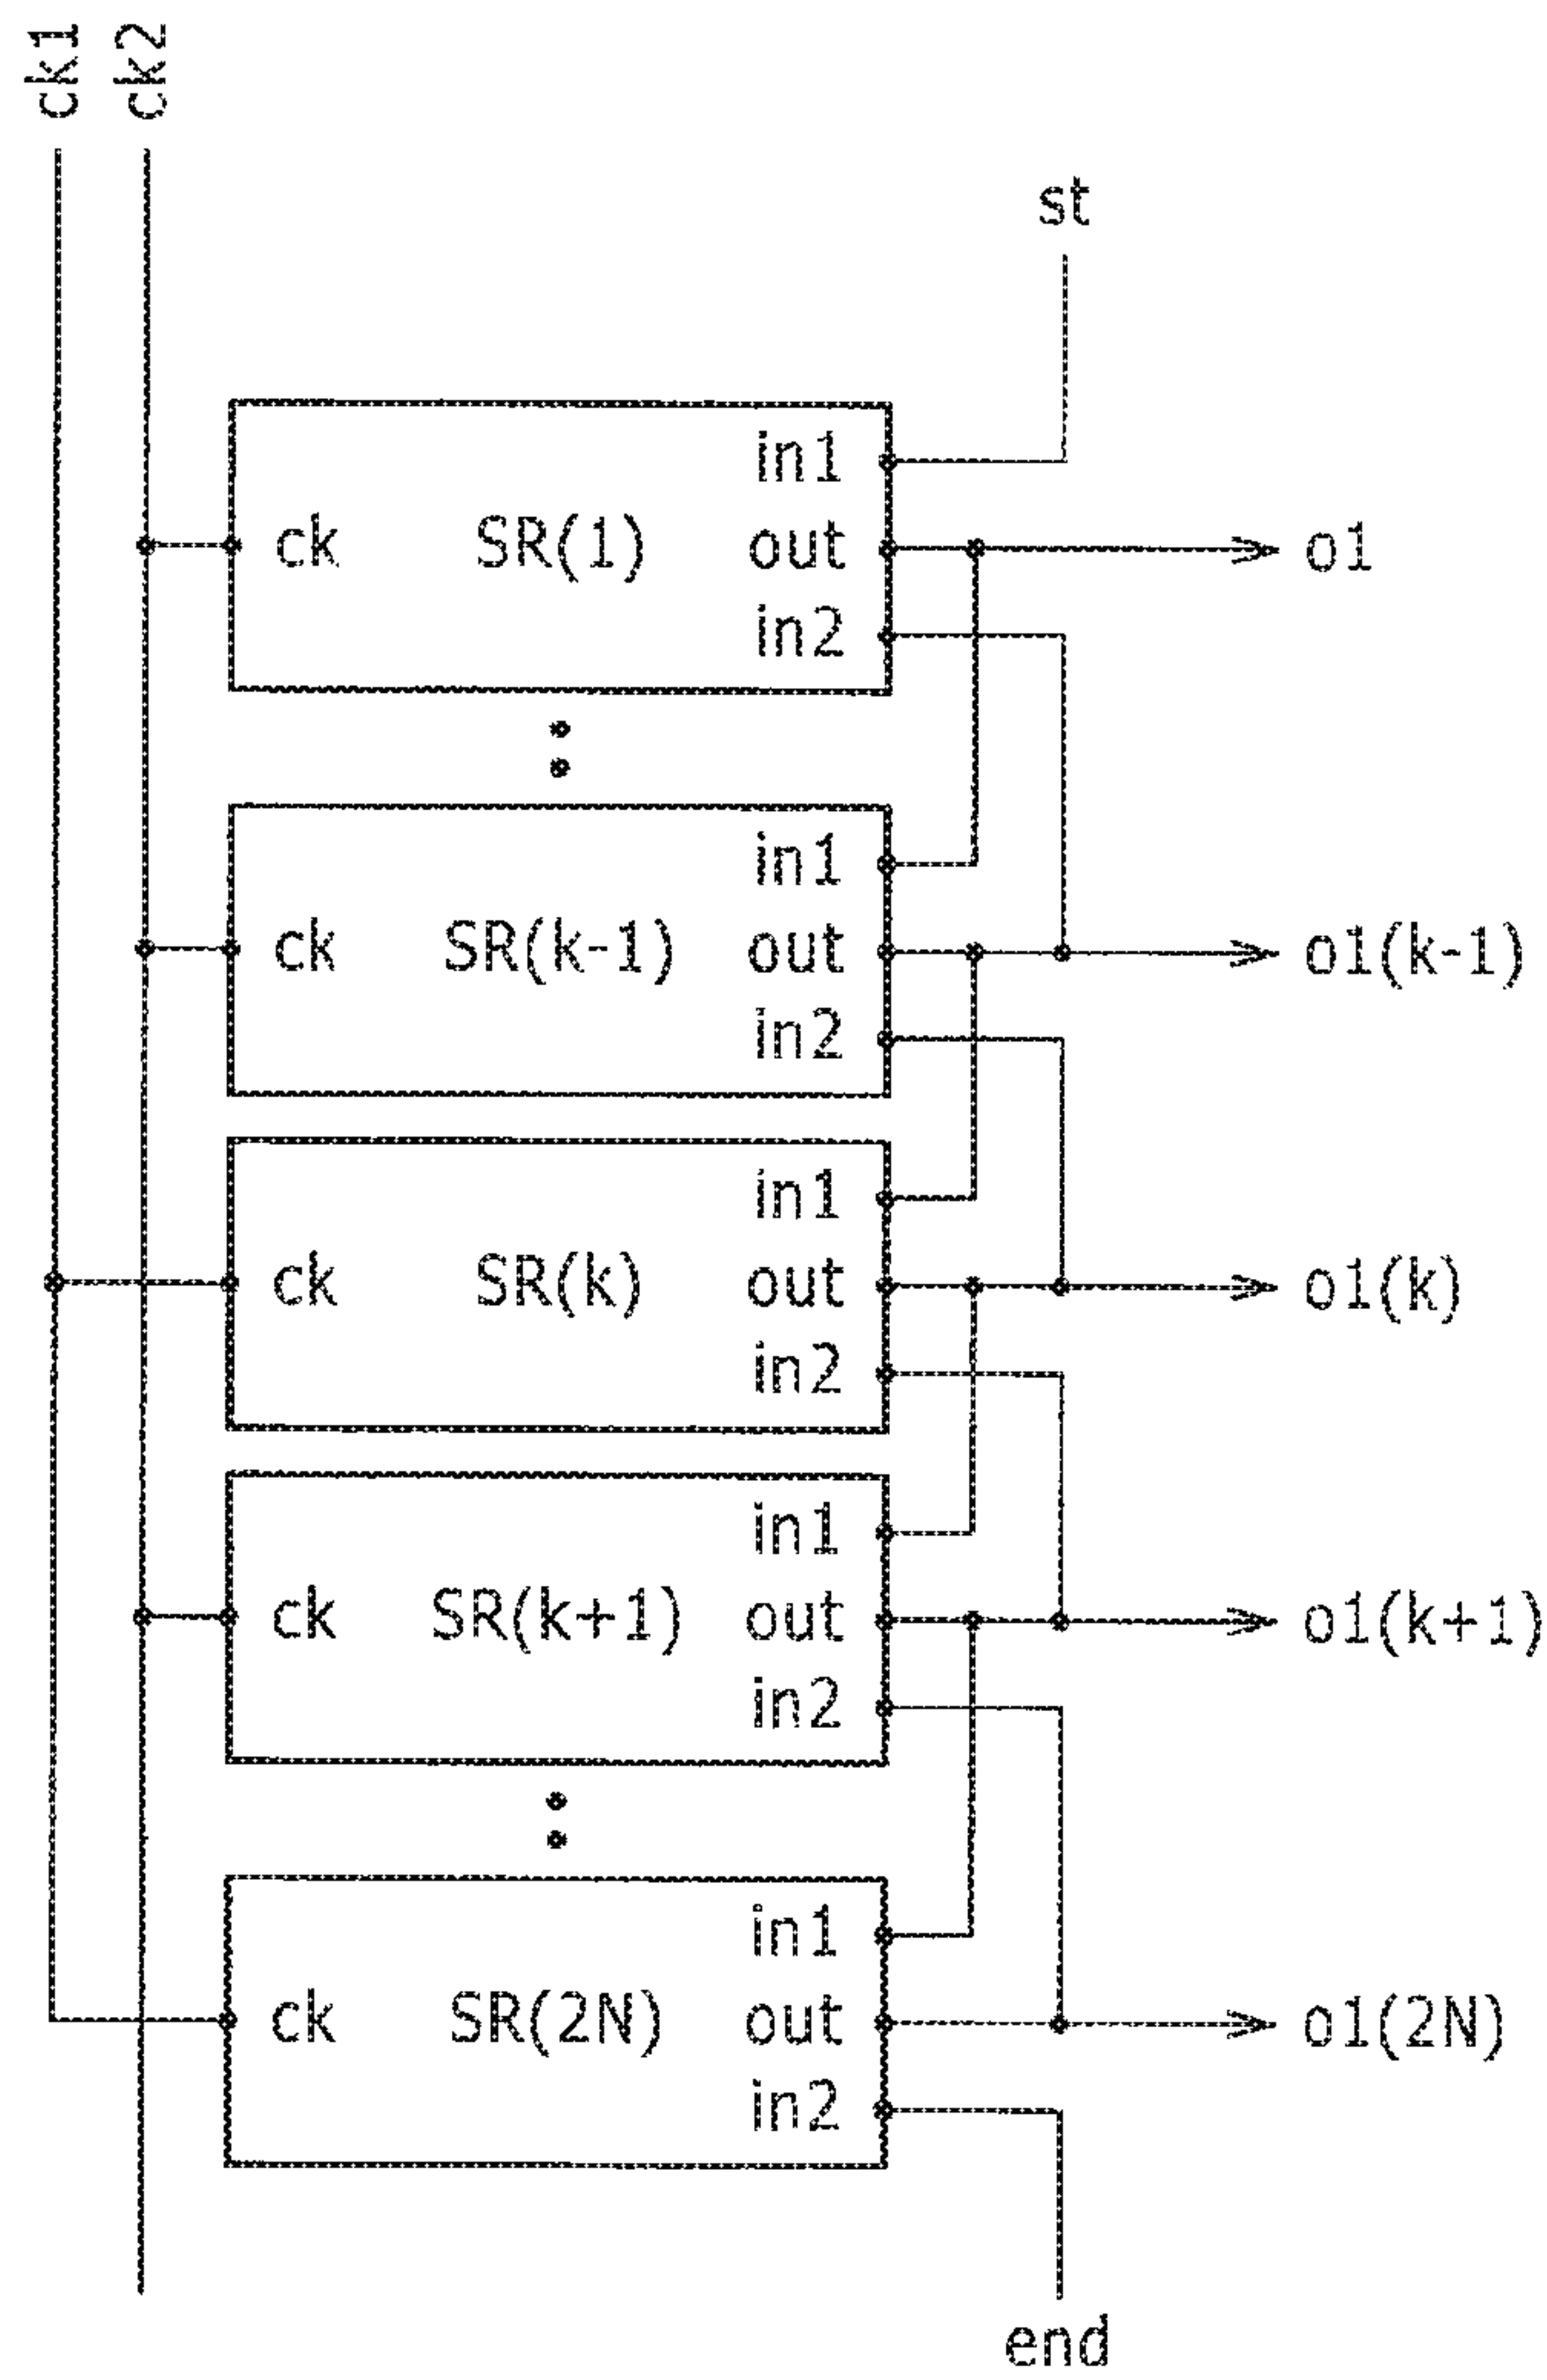 ck1
ck2
st
in1
ck SR(1) out o1
in2
in1
ck SR(k-1) out o1(k-1)
in2
in1
ck SR(k) out o1(k)
in2
in1
ck SR(k+1) out o1(k+1)
in2
in1
ck SR(2N) out o1(2N)
in2
end